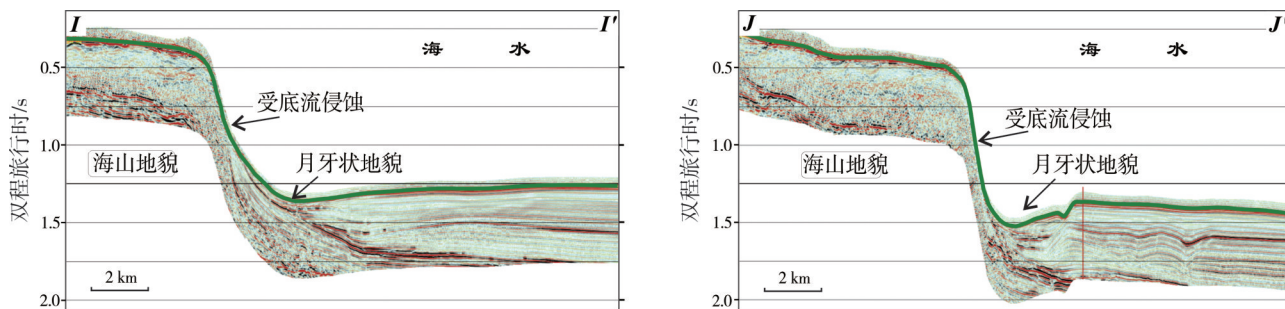 I I'
海 水
0.5
受底流侵蚀
1.0
海山地貌
月牙状地貌
1.5
2 km
2.0
双程旅行时/s
J J'
海 水
0.5
受底流侵蚀
1.0
海山地貌
月牙状地貌
1.5
2 km
2.0
双程旅行时/s